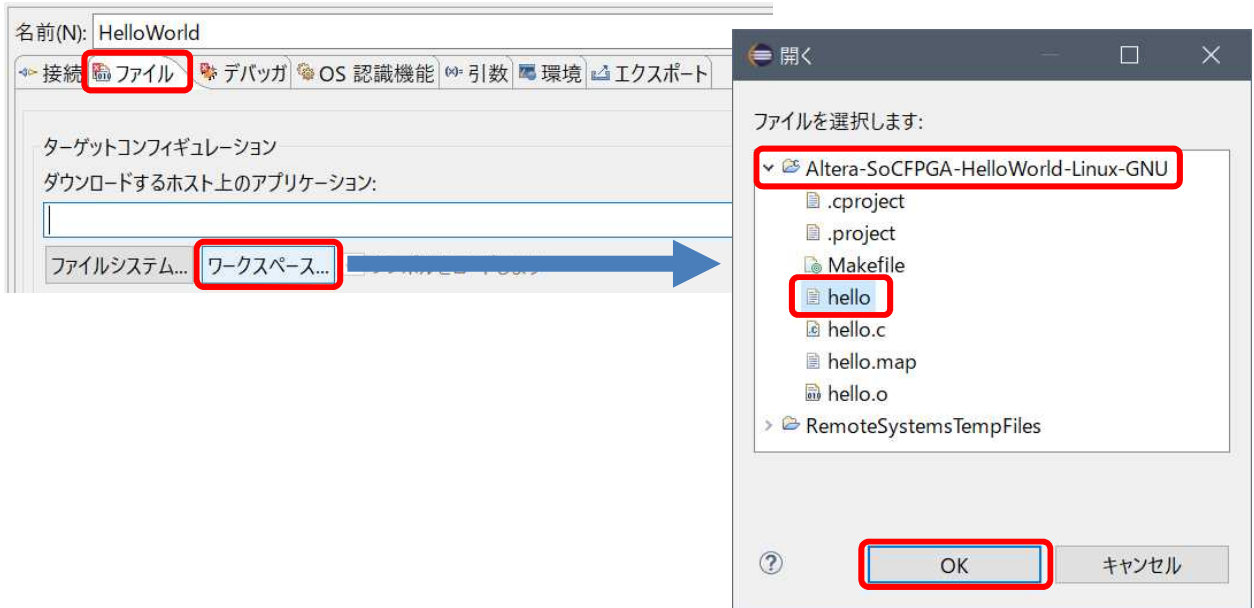 名前(N): HelloWorld
接続 ファイル デバッガ OS 認識機能 引数 環境 エクスポート
ターゲットコンフィギュレーション
ダウンロードするホスト上のアプリケーション:
ファイルシステム... ワークスペース...
開く
ファイルを選択します:
Altera-SoCFPGA-HelloWorld-Linux-GNU
.cproject
.project
Makefile
hello
hello.c
hello.map
hello.o
RemoteSystemsTempFiles
OK キャンセル